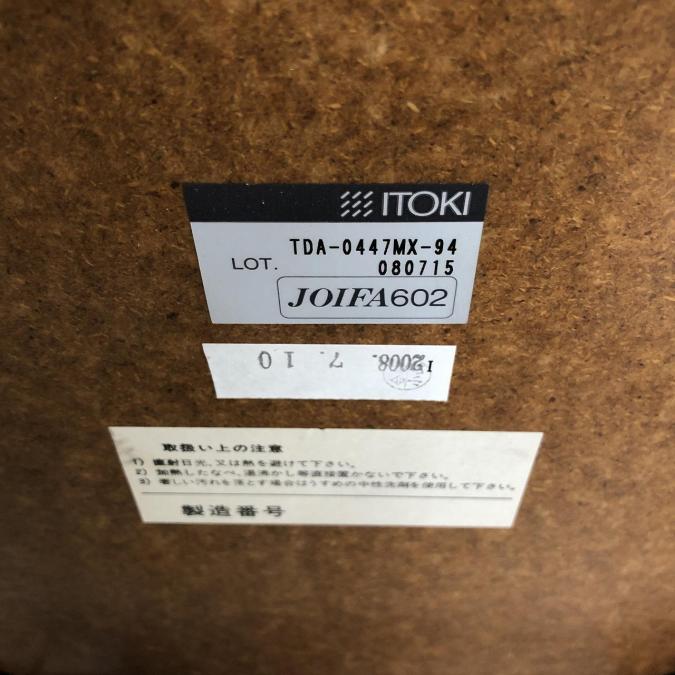 ITOKI
TDA-0447MX-94
LOT. 080715
JOIFA602
2008. 7. 10
取扱い上の注意
1) 直射日光、又は熱を避けて下さい。
2) 加熱したなべ、湯沸かし等直接置かないで下さい。
3) 著しい汚れを落とす場合はうすめの中性洗剤を使用して下さい。
製造番号